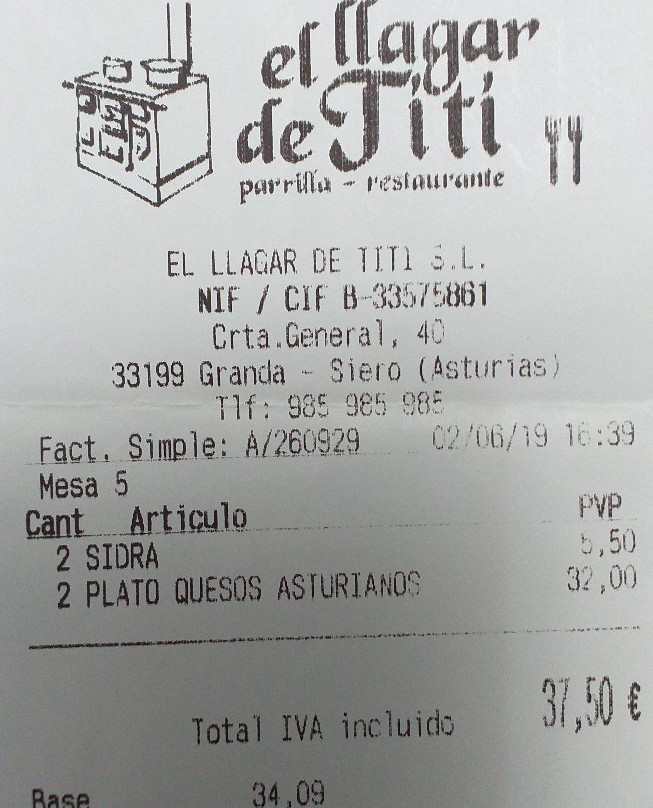 el llagar
de Tití
parrilla - restaurante
EL LLAGAR DE TITI S.L.
NIF / CIF B-33575861
Crta.General, 40
33199 Granda - Siero (Asturias)
Tlf: 985 985 985
Fact. Simple: A/260929 02/06/19 16:39
Mesa 5
Cant Articulo PVP
2 SIDRA 5,50
2 PLATO QUESOS ASTURIANOS 32,00
Total IVA incluido 37,50 €
Base 34,09